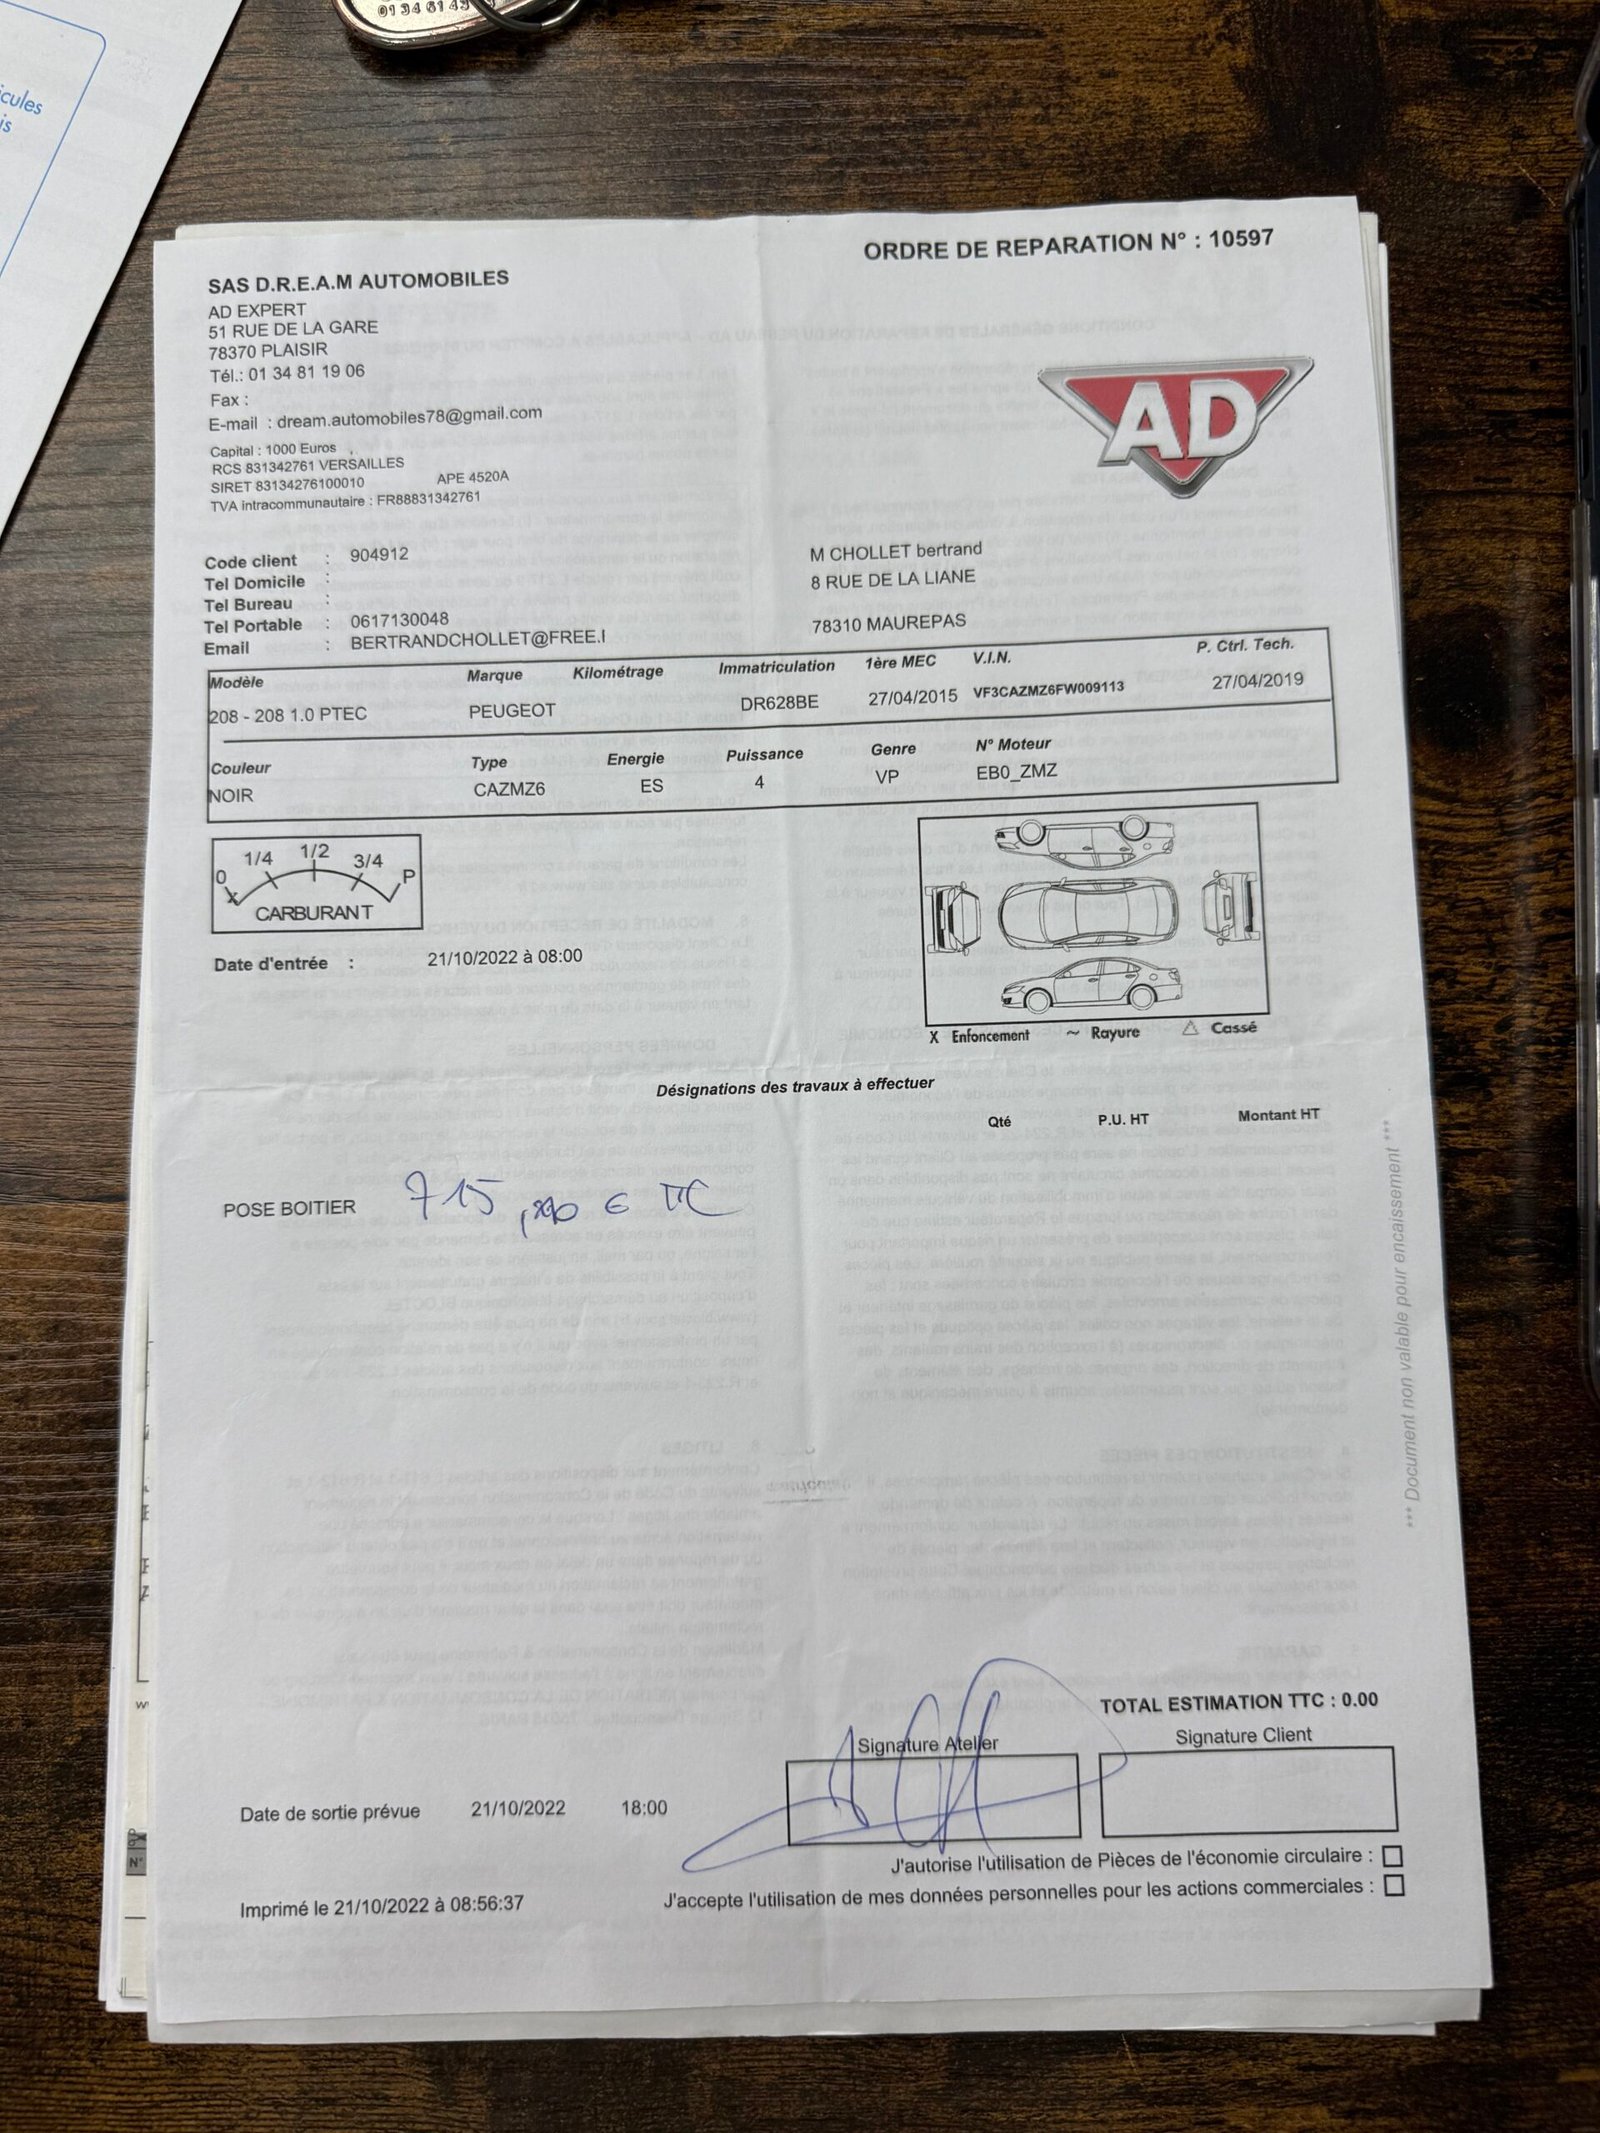 01 34 61 43
icules
is
ORDRE DE REPARATION N° : 10597
SAS D.R.E.A.M AUTOMOBILES
AD EXPERT
51 RUE DE LA GARE
78370 PLAISIR
Tél.: 01 34 81 19 06
Fax :
E-mail : dream.automobiles78@gmail.com
Capital : 1000 Euros
RCS 831342761 VERSAILLES
SIRET 83134276100010 APE 4520A
TVA intracommunautaire : FR88831342761
AD
Code client : 904912
Tel Domicile :
Tel Bureau :
Tel Portable : 0617130048
Email : BERTRANDCHOLLET@FREE.I
M CHOLLET bertrand
8 RUE DE LA LIANE
78310 MAUREPAS
Modèle Marque Kilométrage Immatriculation 1ère MEC V.I.N. P. Ctrl. Tech.
208 - 208 1.0 PTEC PEUGEOT DR628BE 27/04/2015 VF3CAZMZ6FW009113 27/04/2019
Couleur Type Energie Puissance Genre N° Moteur
NOIR CAZMZ6 ES 4 VP EB0_ZMZ
0 1/4 1/2 3/4 P
CARBURANT
Date d'entrée : 21/10/2022 à 08:00
X Enfoncement ~ Rayure △ Cassé
Désignations des travaux à effectuer
Qté P.U. HT Montant HT
POSE BOITIER 715, € TTC
*** Document non valable pour encaissement ***
TOTAL ESTIMATION TTC : 0.00
Signature Atelier Signature Client
Date de sortie prévue 21/10/2022 18:00
J'autorise l'utilisation de Pièces de l'économie circulaire :
J'accepte l'utilisation de mes données personnelles pour les actions commerciales :
Imprimé le 21/10/2022 à 08:56:37
N°